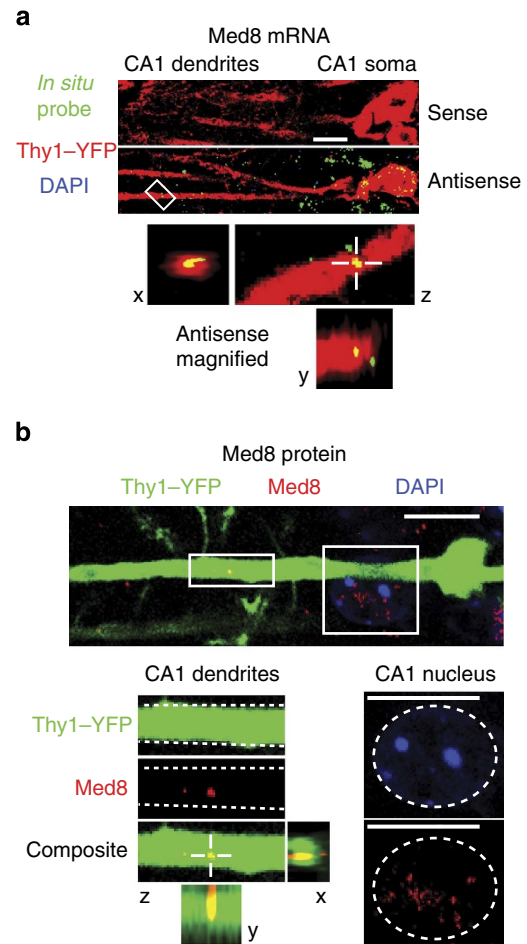 a
Med8 mRNA
CA1 dendrites CA1 soma
In situ
probe
Sense
Thy1–YFP
DAPI
Antisense
x
z
Antisense
magnified
y
b
Med8 protein
Thy1–YFP Med8 DAPI
CA1 dendrites CA1 nucleus
Thy1–YFP
Med8
Composite
z
x
y